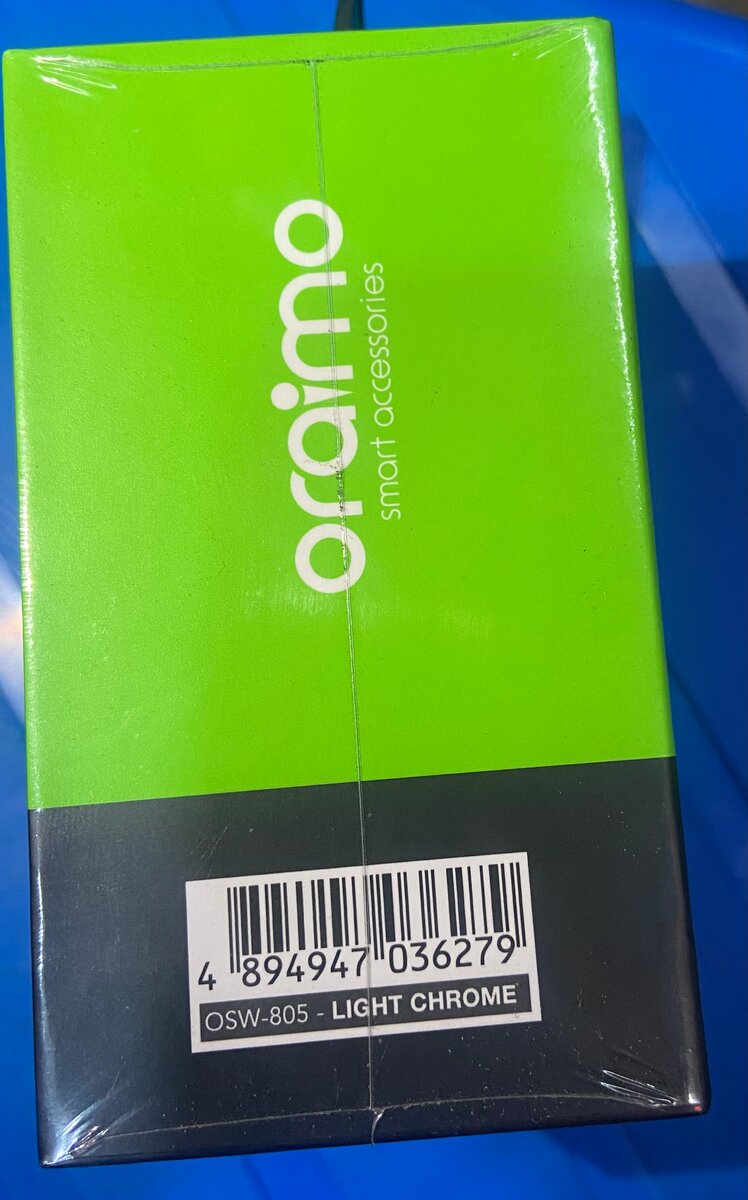 oraimo
smart accessories
4 894947 036279
OSW-805 - LIGHT CHROME